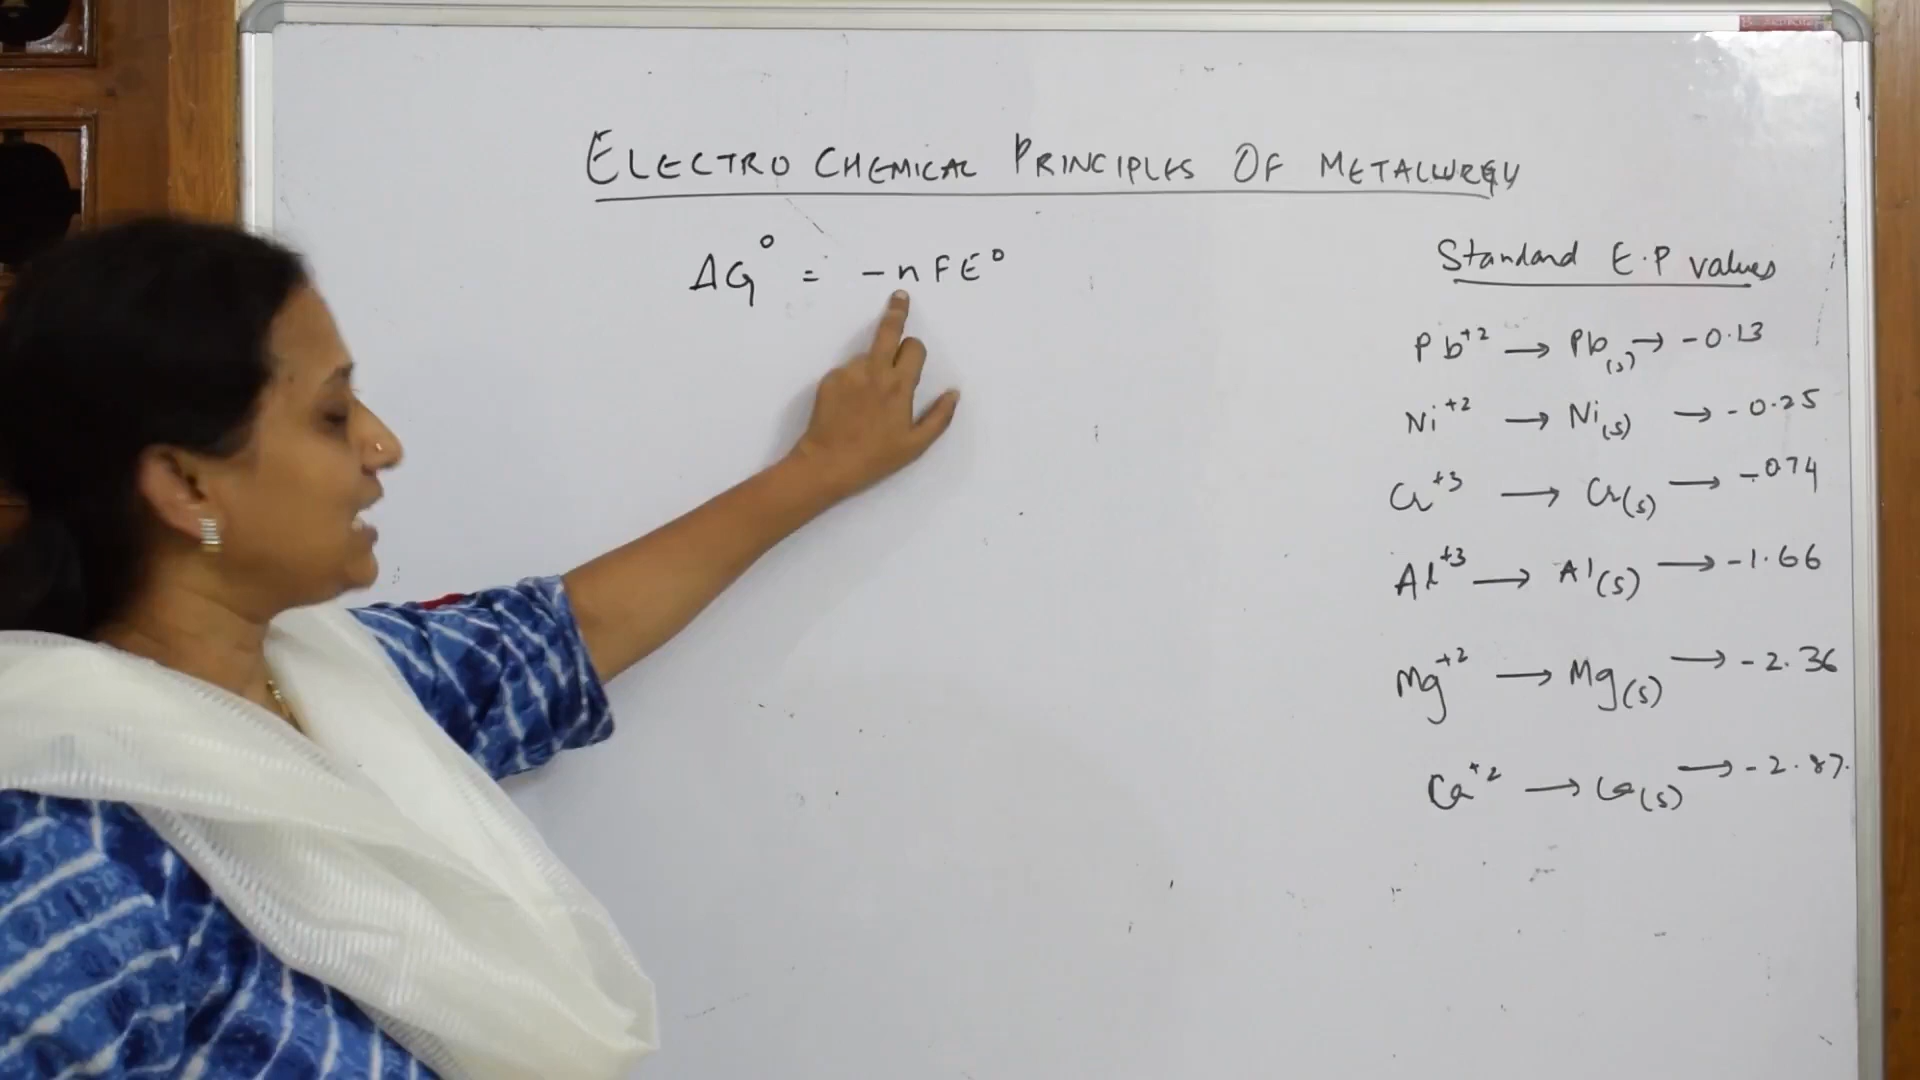 ELECTRO CHEMICAL PRINCIPLES OF METALLURGY
ΔG° = -nFE°
Standard E.P values
Pb+2 → Pb(s) → -0.13
Ni+2 → Ni(s) → -0.25
Cr+3 → Cr(s) → -0.74
Al+3 → Al(s) → -1.66
Mg+2 → Mg(s) → -2.36
Ca+2 → Ca(s) → -2.87.